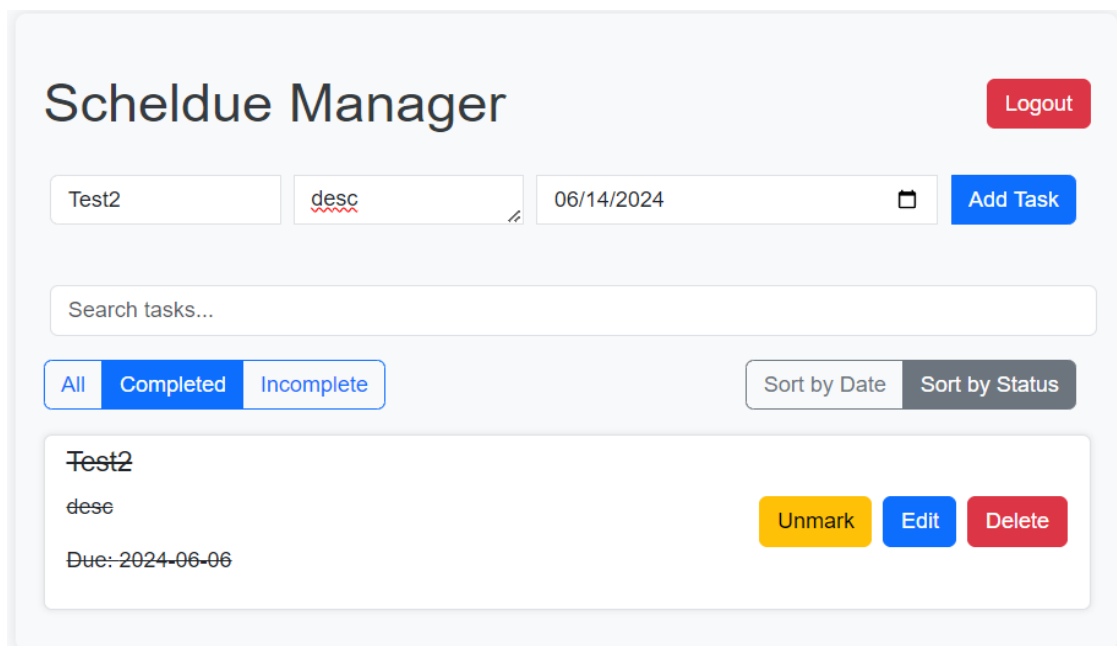 Scheldue Manager Logout
Test2 desc 06/14/2024 Add Task
Search tasks...
All Completed Incomplete Sort by Date Sort by Status
Test2
desc
Unmark Edit Delete
Due: 2024-06-06